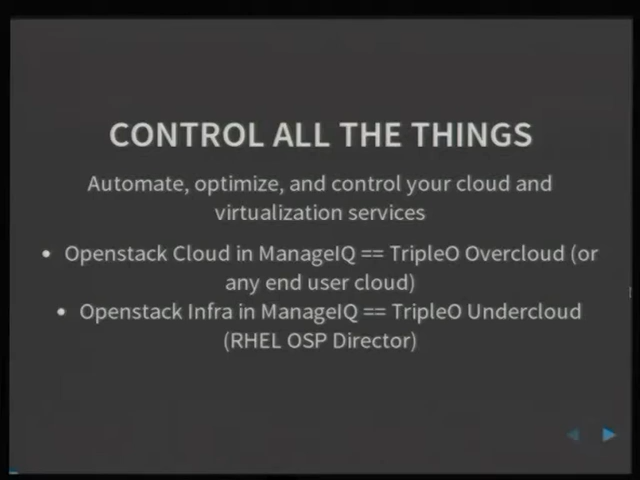 CONTROL ALL THE THINGS
Automate, optimize, and control your cloud and
virtualization services
• Openstack Cloud in ManageIQ == TripleO Overcloud (or
any end user cloud)
• Openstack Infra in ManageIQ == TripleO Undercloud
(RHEL OSP Director)